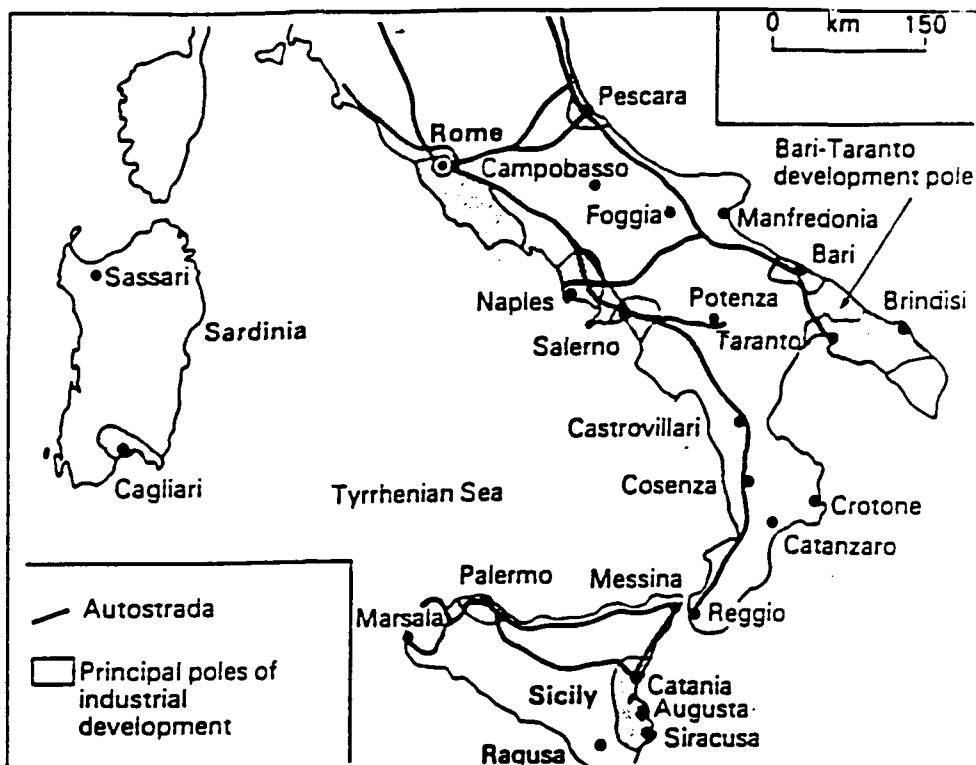 0 km 150
Pescara
Rome
Campobasso
Bari-Taranto
development pole
Foggia
Manfredonia
Bari
Sassari
Naples
Potenza
Brindisi
Sardinia
Salerno
Taranto
Castrovillari
Cagliari
Cosenza
Tyrrhenian Sea
Crotone
Catanzaro
Palermo
Messina
Autostrada
Marsala
Reggio
Principal poles of
industrial
development
Sicily
Catania
Augusta
Siracusa
Ragusa